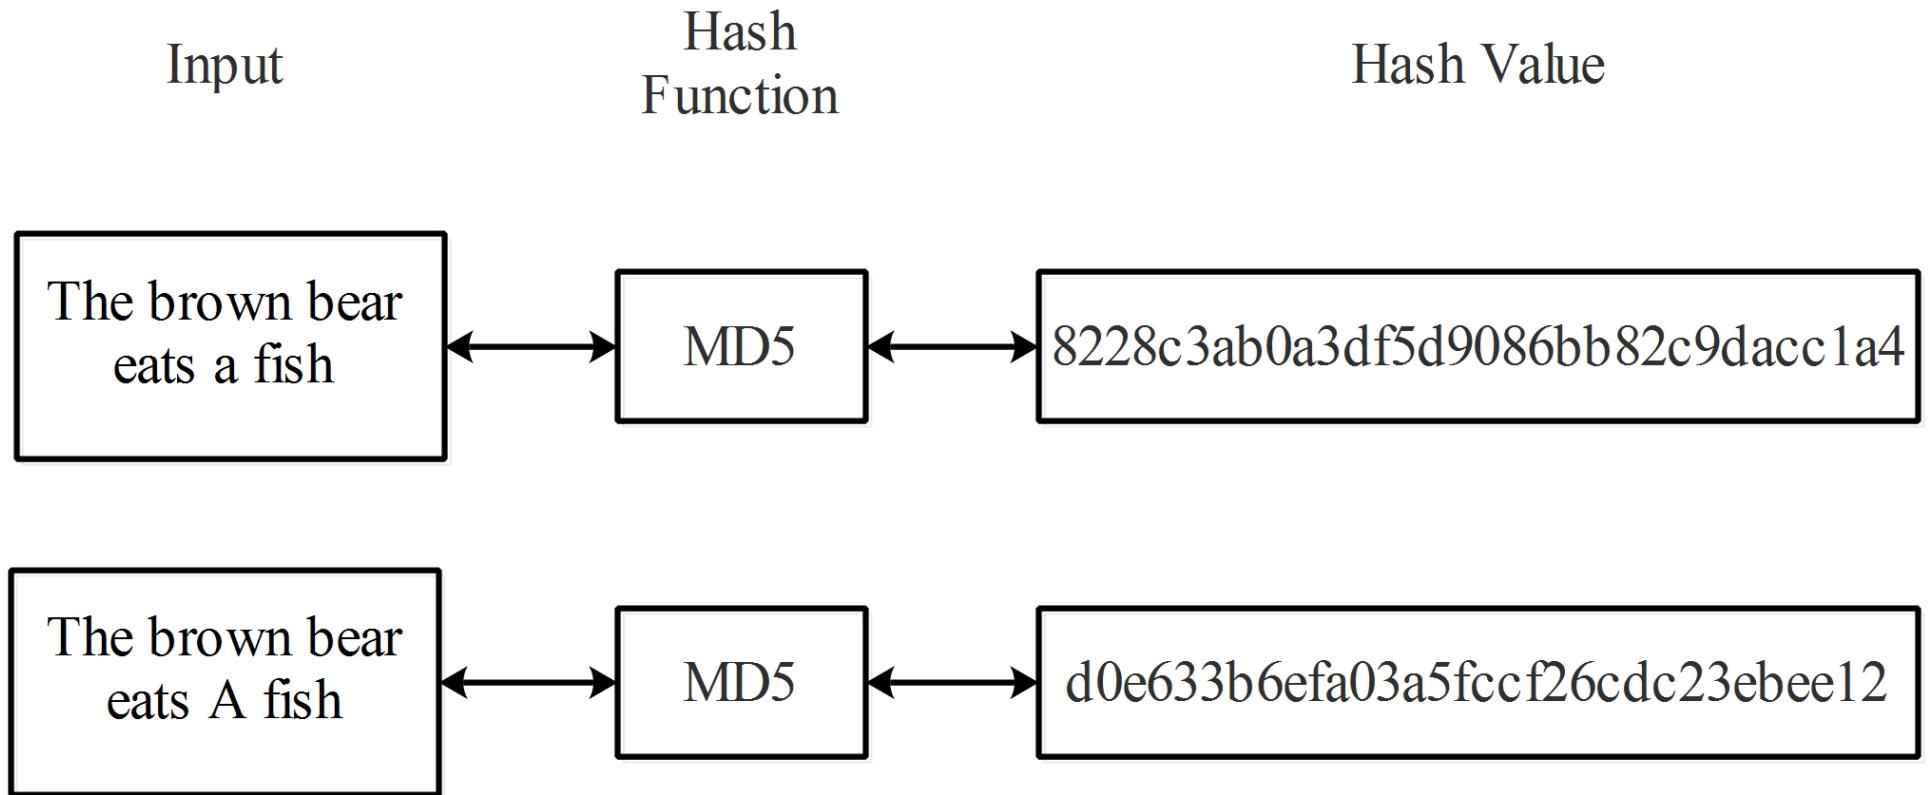 Input
Hash
Function
Hash Value
The brown bear
eats a fish
MD5
8228c3ab0a3df5d9086bb82c9dacc1a4
The brown bear
eats A fish
MD5
d0e633b6efa03a5fccf26cdc23ebee12